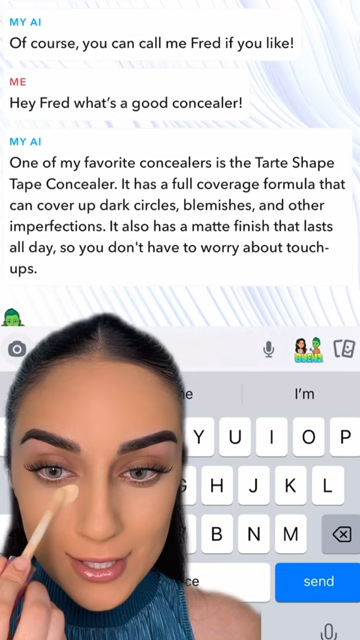 MY AI
Of course, you can call me Fred if you like!
ME
Hey Fred what's a good concealer!
MY AI
One of my favorite concealers is the Tarte Shape
Tape Concealer. It has a full coverage formula that
can cover up dark circles, blemishes, and other
imperfections. It also has a matte finish that lasts
all day, so you don't have to worry about touch-
ups.
I'm
Y U I O P
H J K L
B N M
send